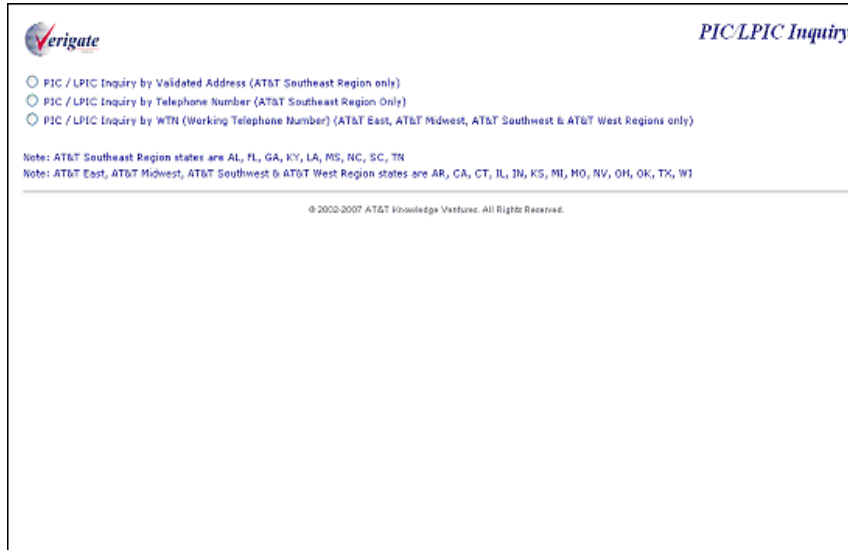 Verigate
PIC/LPIC Inquiry
PIC / LPIC Inquiry by Validated Address (AT&T Southeast Region only)
PIC / LPIC Inquiry by Telephone Number (AT&T Southeast Region Only)
PIC / LPIC Inquiry by WTN (Working Telephone Number) (AT&T East, AT&T Midwest, AT&T Southwest & AT&T West Regions only)
Note: AT&T Southeast Region states are AL, FL, GA, KY, LA, MS, NC, SC, TN
Note: AT&T East, AT&T Midwest, AT&T Southwest & AT&T West Region states are AR, CA, CT, IL, IN, KS, MI, MO, NV, OH, OK, TX, WI
© 2002-2007 AT&T Knowledge Ventures. All Rights Reserved.